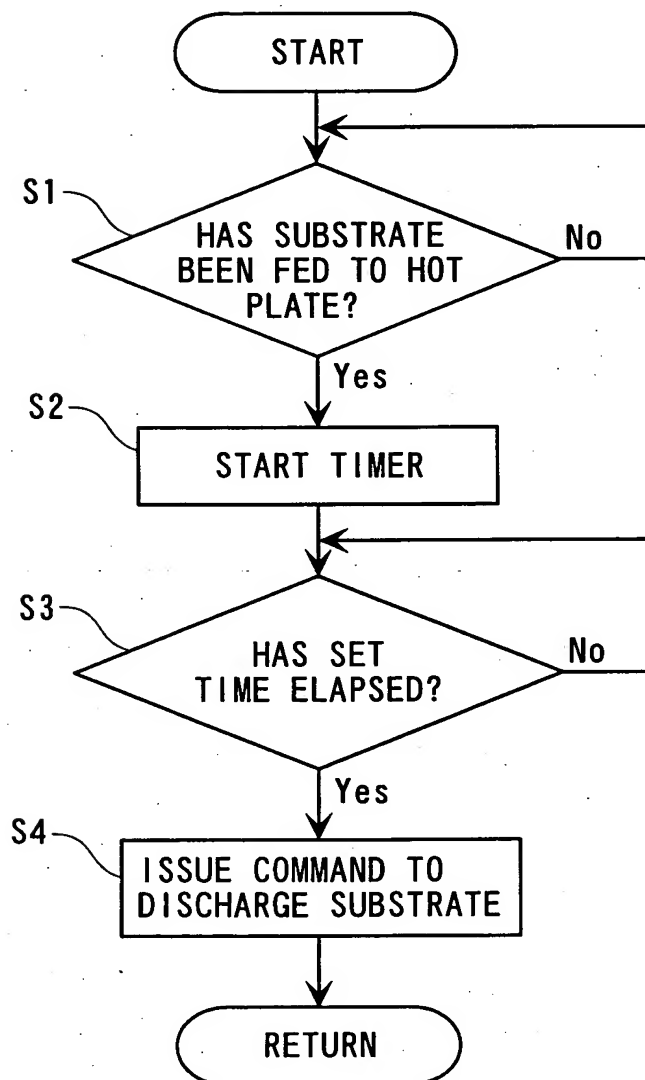 START
S1
HAS SUBSTRATE
BEEN FED TO HOT
PLATE?
No
Yes
S2
START TIMER
S3
HAS SET
TIME ELAPSED?
No
Yes
S4
ISSUE COMMAND TO
DISCHARGE SUBSTRATE
RETURN